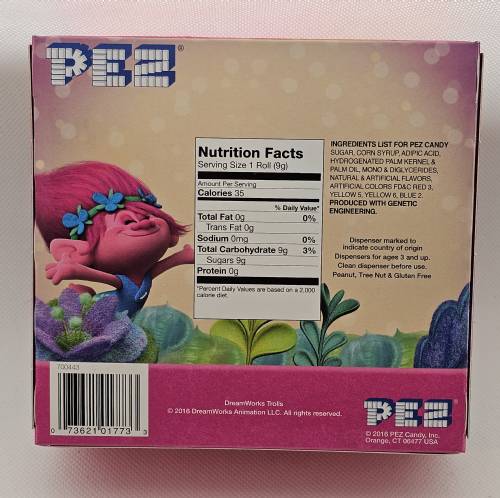 PEZ®
Nutrition Facts
Serving Size 1 Roll (9g)
Amount Per Serving
Calories 35
% Daily Value*
Total Fat 0g 0%
Trans Fat 0g
Sodium 0mg 0%
Total Carbohydrate 9g 3%
Sugars 9g
Protein 0g
*Percent Daily Values are based on a 2,000
calorie diet.
INGREDIENTS LIST FOR PEZ CANDY
SUGAR, CORN SYRUP, ADIPIC ACID,
HYDROGENATED PALM KERNEL &
PALM OIL, MONO & DIGLYCERIDES,
NATURAL & ARTIFICIAL FLAVORS,
ARTIFICIAL COLORS FD&C RED 3,
YELLOW 5, YELLOW 6, BLUE 2.
PRODUCED WITH GENETIC
ENGINEERING.
Dispenser marked to
indicate country of origin
Dispensers for ages 3 and up.
Clean dispenser before use.
Peanut, Tree Nut & Gluten Free
700443
0 73621 01773 3
DreamWorks Trolls
© 2016 DreamWorks Animation LLC. All rights reserved.
PEZ®
© 2016 PEZ Candy, Inc.
Orange, CT 06477 USA